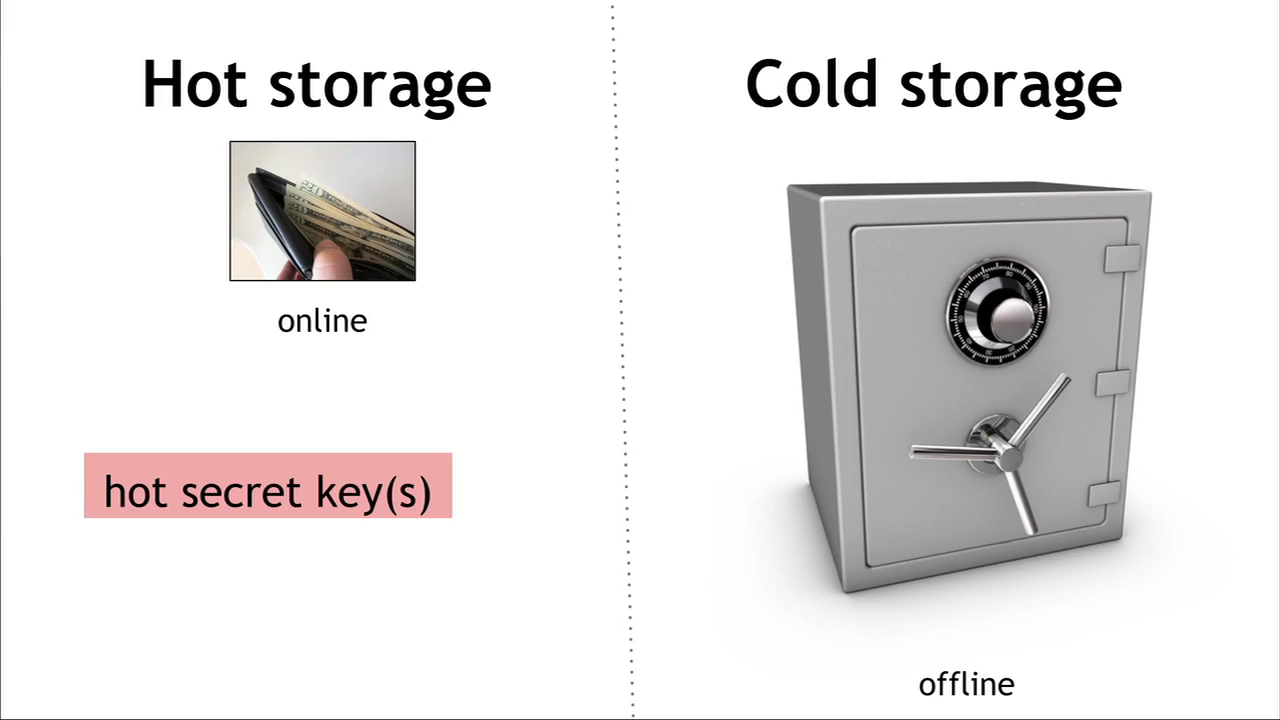 Hot storage
online
hot secret key(s)
Cold storage
offline